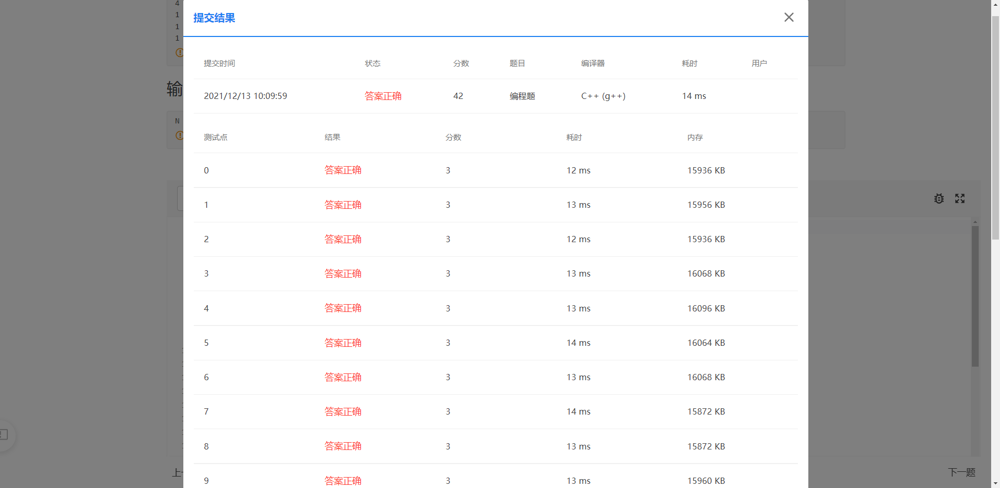 4
1
1
1
提交结果
提交时间 状态 分数 题目 编译器 耗时 用户
2021/12/13 10:09:59 答案正确 42 编程题 C++ (g++) 14 ms
输
N
测试点 结果 分数 耗时 内存
0 答案正确 3 12 ms 15936 KB
1 答案正确 3 13 ms 15956 KB
2 答案正确 3 12 ms 15936 KB
3 答案正确 3 13 ms 16068 KB
4 答案正确 3 13 ms 16096 KB
5 答案正确 3 14 ms 16064 KB
6 答案正确 3 13 ms 16068 KB
7 答案正确 3 14 ms 15872 KB
8 答案正确 3 13 ms 15872 KB
上 下一题
9 答案正确 3 13 ms 15960 KB